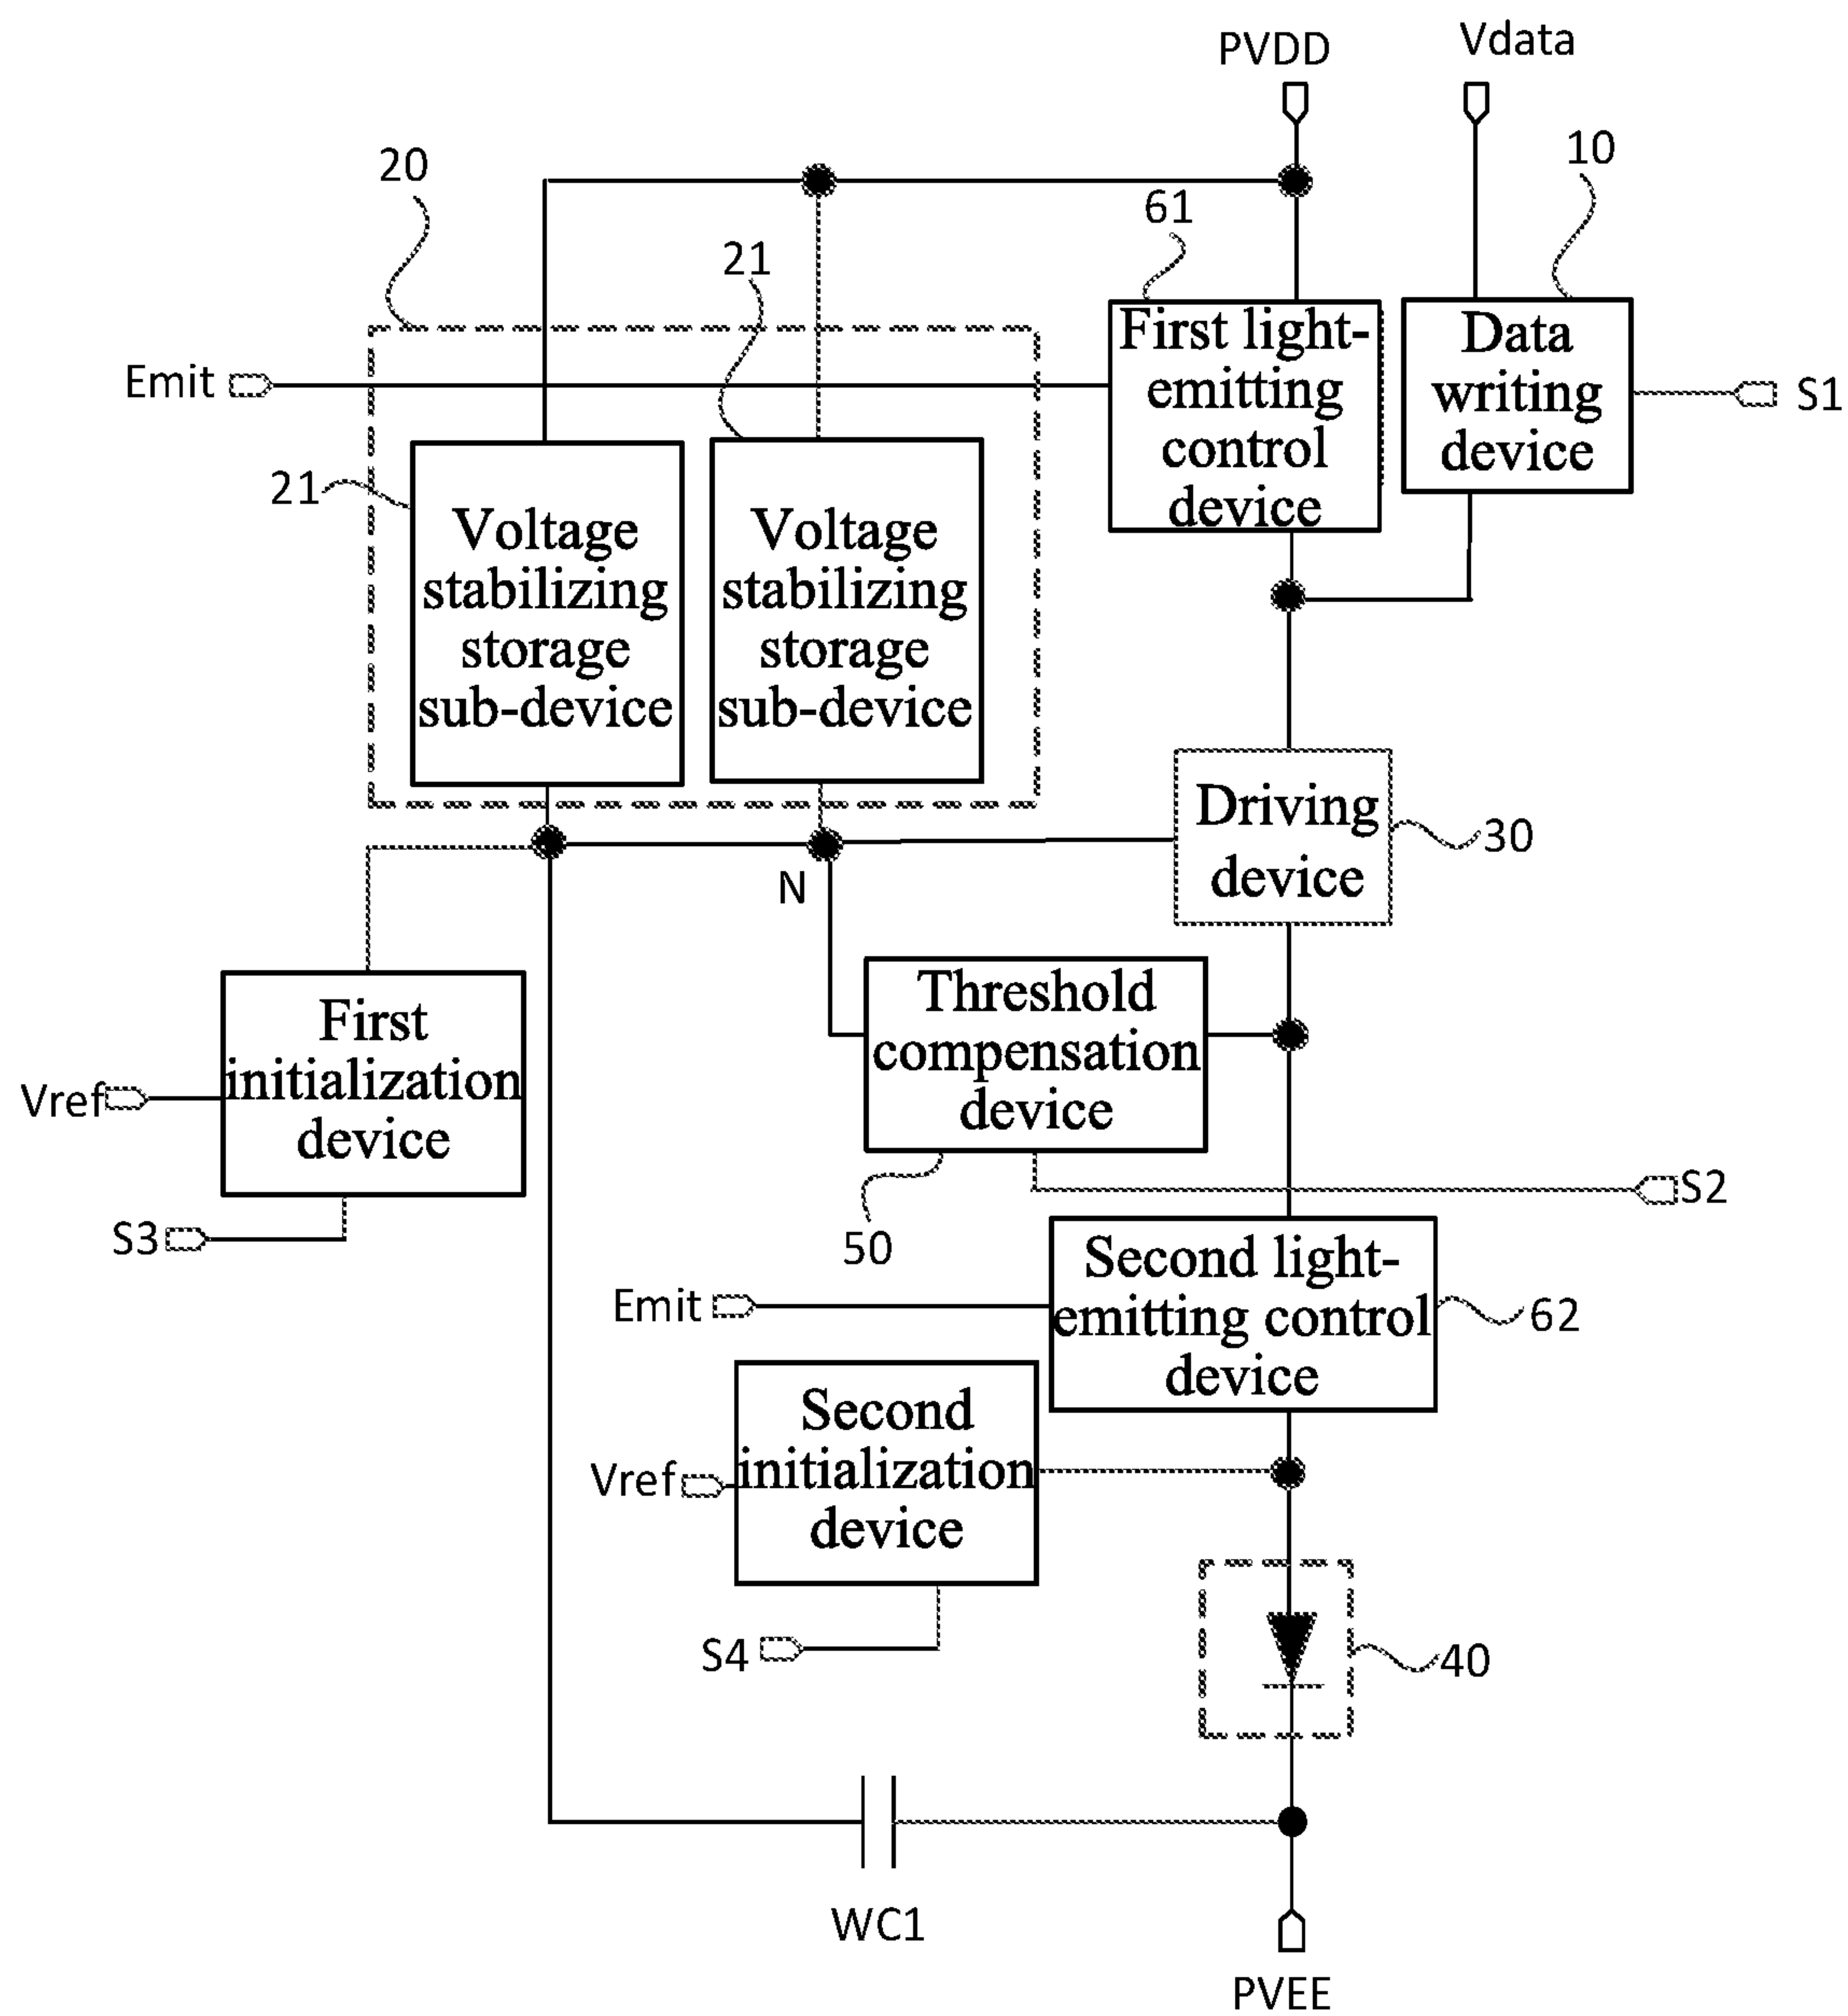 PVDD
Vdata
20
10
61
21
Emit
First light-
emitting
control
device
Data
writing
device
S1
21
Voltage
stabilizing
storage
sub-device
Voltage
stabilizing
storage
sub-device
Driving
device
30
N
First
initialization
device
Vref
Threshold
compensation
device
S2
S3
50
Second light-
emitting control
device
Emit
62
Second
initialization
device
Vref
S4
40
WC1
PVEE